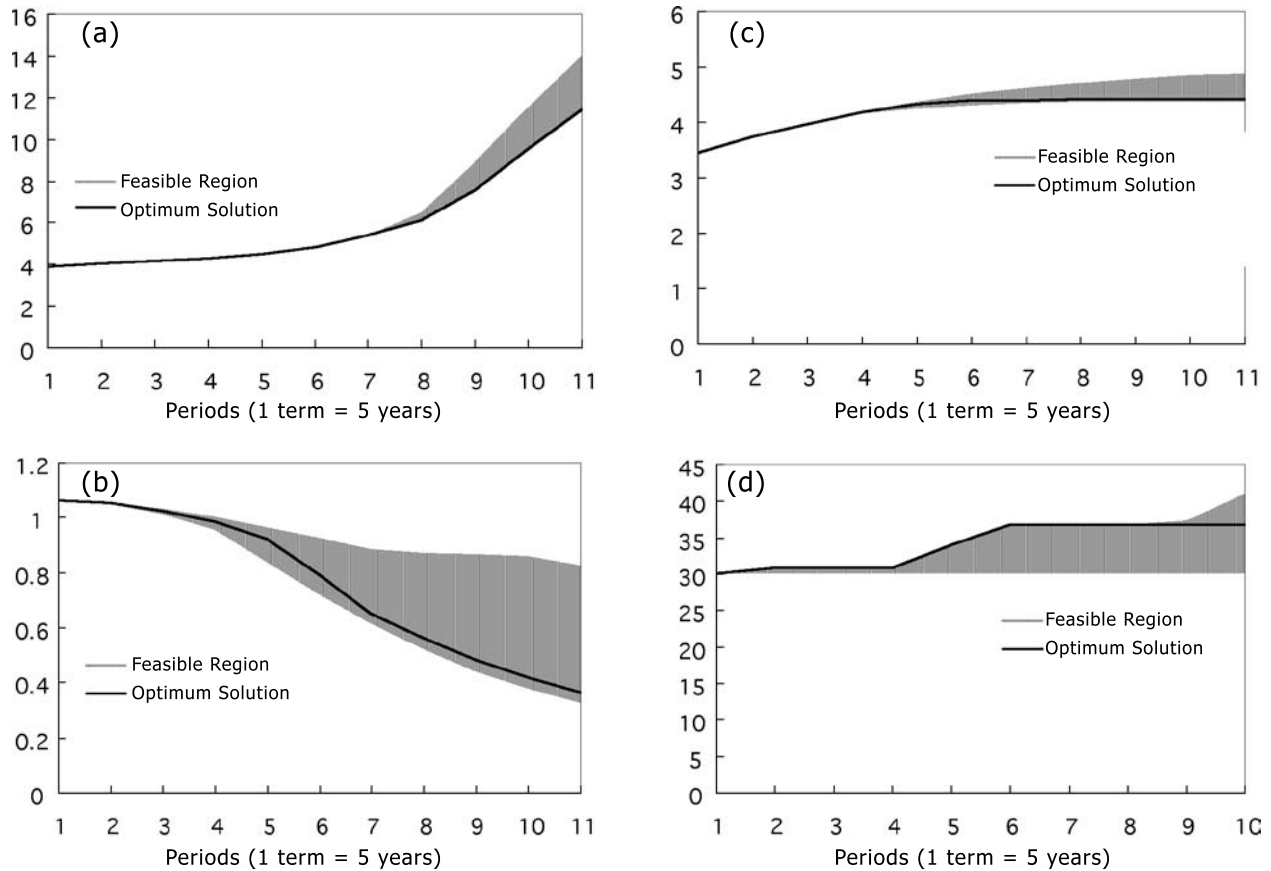 (a)
16
14
12
10
8
6
4
2
0
Feasible Region
Optimum Solution
1 2 3 4 5 6 7 8 9 10 11
Periods (1 term = 5 years)
(c)
6
5
4
3
2
1
0
Feasible Region
Optimum Solution
1 2 3 4 5 6 7 8 9 10 11
Periods (1 term = 5 years)
(b)
1.2
1
0.8
0.6
0.4
0.2
0
Feasible Region
Optimum Solution
1 2 3 4 5 6 7 8 9 10 11
Periods (1 term = 5 years)
(d)
45
40
35
30
25
20
15
10
5
0
Feasible Region
Optimum Solution
1 2 3 4 5 6 7 8 9 10
Periods (1 term = 5 years)